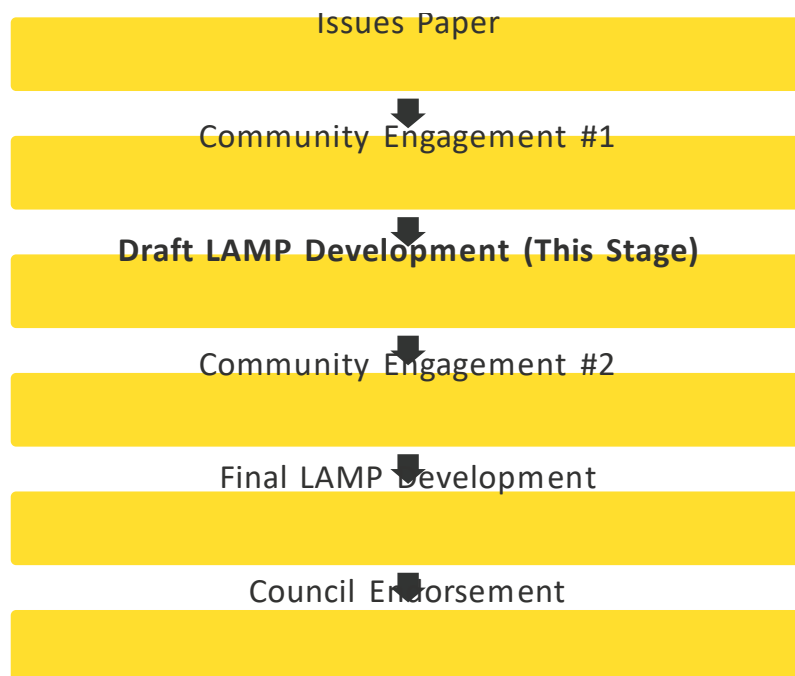 Issues Paper
Community Engagement #1
Draft LAMP Development (This Stage)
Community Engagement #2
Final LAMP Development
Council Endorsement